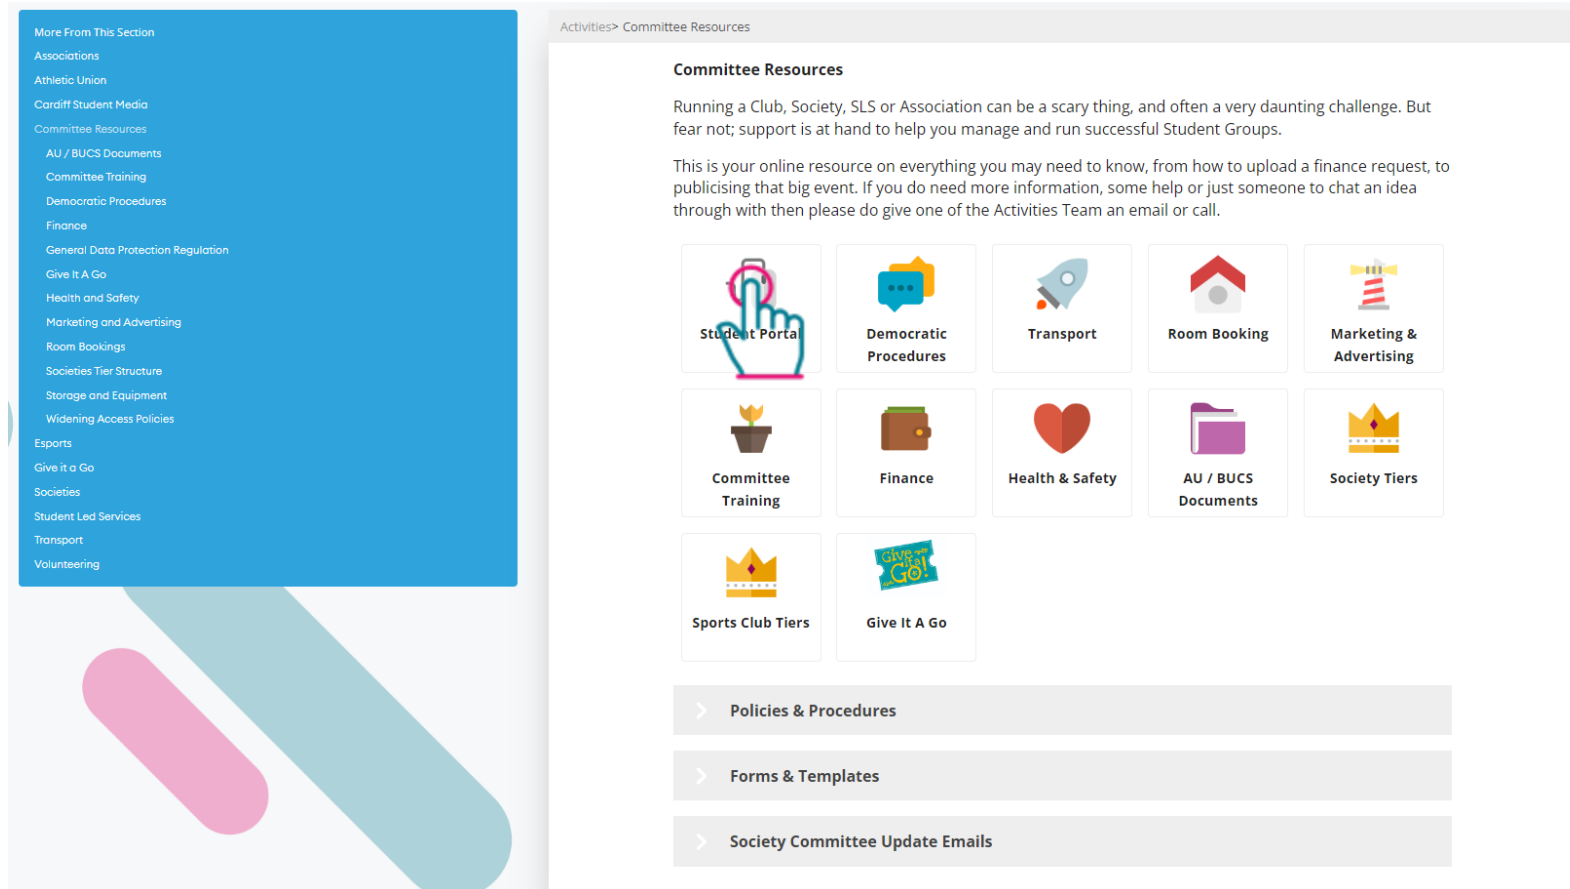 More From This Section
Associations
Athletic Union
Cardiff Student Media
Committee Resources
AU / BUCS Documents
Committee Training
Democratic Procedures
Finance
General Data Protection Regulation
Give It A Go
Health and Safety
Marketing and Advertising
Room Bookings
Societies Tier Structure
Storage and Equipment
Widening Access Policies
Esports
Give it a Go
Societies
Student Led Services
Transport
Volunteering
Activities> Committee Resources
Committee Resources
Running a Club, Society, SLS or Association can be a scary thing, and often a very daunting challenge. But
fear not; support is at hand to help you manage and run successful Student Groups.
This is your online resource on everything you may need to know, from how to upload a finance request, to
publicising that big event. If you do need more information, some help or just someone to chat an idea
through with then please do give one of the Activities Team an email or call.
Student Portal
Democratic
Procedures
Transport
Room Booking
Marketing &
Advertising
Committee
Training
Finance
Health & Safety
AU / BUCS
Documents
Society Tiers
Give it a
GO!
Sports Club Tiers
Give It A Go
Policies & Procedures
Forms & Templates
Society Committee Update Emails